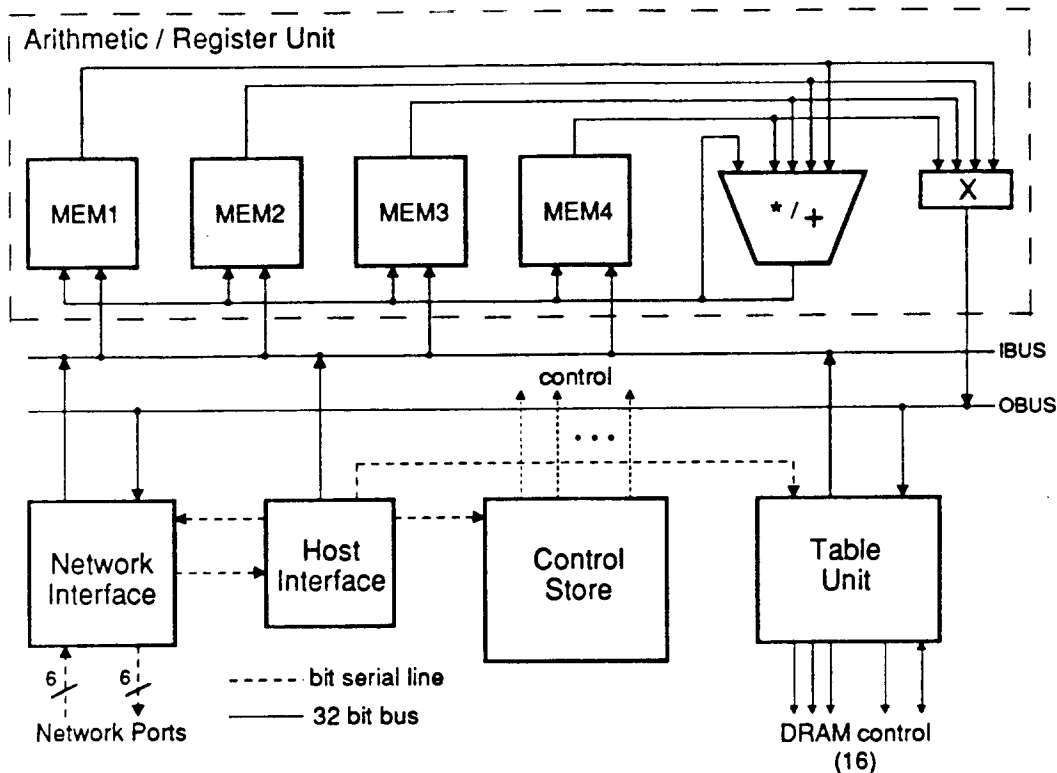 Arithmetic / Register Unit
MEM1
MEM2
MEM3
MEM4
* / +
X
IBUS
control
OBUS
• • •
Network
Interface
Host
Interface
Control
Store
Table
Unit
6
6
bit serial line
32 bit bus
Network Ports
DRAM control
(16)